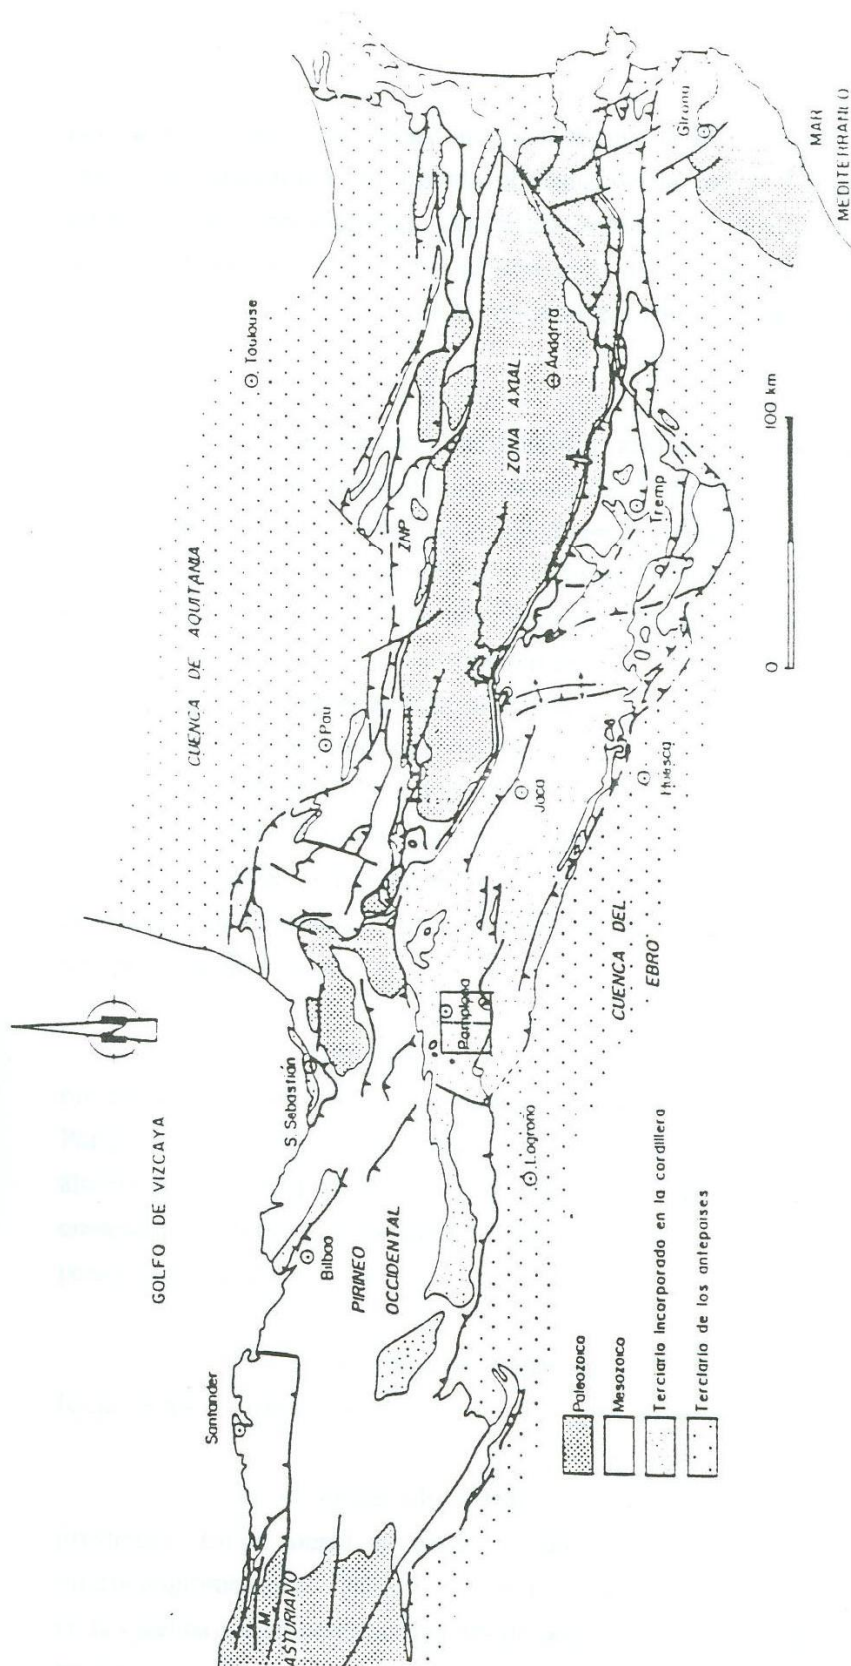 GOLFO DE VIZCAYA
CUENCA DE AQUITANIA
MAR
MEDITERRANEO
Santander
Bilbao
S. Sebastián
Pau
Toulouse
M.
ASTURIANO
PIRINEO
OCCIDENTAL
ZNP
ZONA AXIAL
Andorra
Girona
Pamplona
Jaca
Tremp
Logroño
Huesca
CUENCA DEL
EBRO
0
100 km
Paleozoico
Mesozoico
Terciario incorporado en la cordillera
Terciario de los antepaises